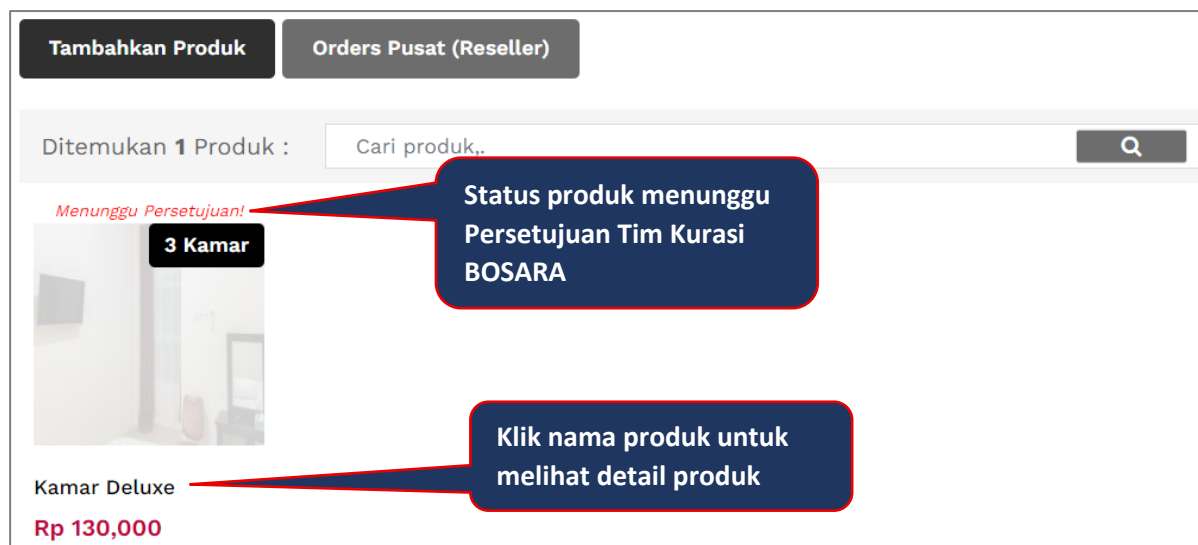 Tambahkan Produk
Orders Pusat (Reseller)
Ditemukan 1 Produk :
Cari produk,.
Menunggu Persetujuan!
Status produk menunggu
Persetujuan Tim Kurasi
BOSARA
3 Kamar
Klik nama produk untuk
melihat detail produk
Kamar Deluxe
Rp 130,000